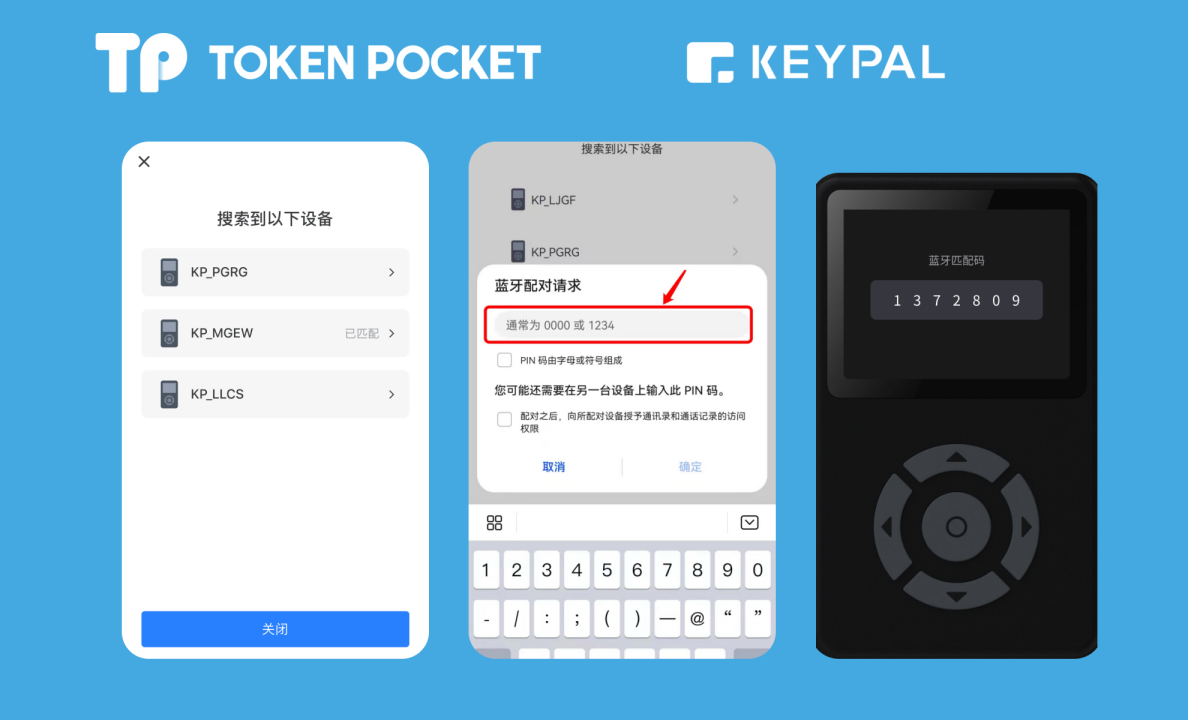 TP TOKEN POCKET
KEYPAL
搜索到以下设备
KP_PGRG
KP_MGEW 已匹配
KP_LLCS
关闭
搜索到以下设备
KP_LJGF
KP_PGRG
蓝牙配对请求
通常为 0000 或 1234
PIN 码由字母或符号组成
您可能还需要在另一台设备上输入此 PIN 码。
配对之后，向所配对设备授予通讯录和通话记录的访问
权限
取消 确定
1 2 3 4 5 6 7 8 9 0
- / : ; ( ) — @ “ ”
蓝牙匹配码
1 3 7 2 8 0 9